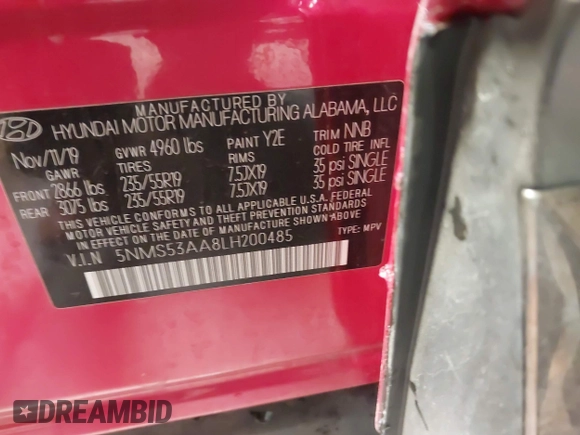 MANUFACTURED BY
HYUNDAI MOTOR MANUFACTURING ALABAMA, LLC
Nov/11/19 GVWR 4960 lbs PAINT Y2E TRIM NNB
GAWR TIRES RIMS COLD TIRE INFL
FRONT 2866 lbs 235/55R19 7.5JX19 35 psi SINGLE
REAR 3075 lbs 235/55R19 7.5JX19 35 psi SINGLE
THIS VEHICLE CONFORMS TO ALL APPLICABLE U.S.A. FEDERAL
MOTOR VEHICLE SAFETY AND THEFT PREVENTION STANDARDS
IN EFFECT ON THE DATE OF MANUFACTURE SHOWN ABOVE.
V.I.N 5NMS53AA8LH200485 TYPE: MPV
DREAMBID